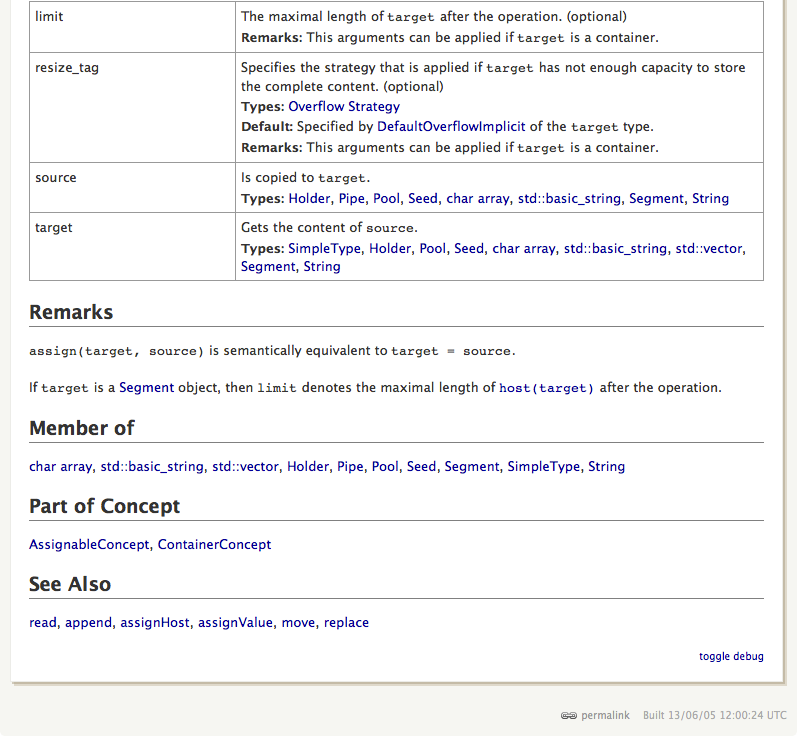 limit
The maximal length of target after the operation. (optional)
Remarks: This arguments can be applied if target is a container.
resize_tag
Specifies the strategy that is applied if target has not enough capacity to store
the complete content. (optional)
Types: Overflow Strategy
Default: Specified by DefaultOverflowImplicit of the target type.
Remarks: This arguments can be applied if target is a container.
source
Is copied to target.
Types: Holder, Pipe, Pool, Seed, char array, std::basic_string, Segment, String
target
Gets the content of source.
Types: SimpleType, Holder, Pool, Seed, char array, std::basic_string, std::vector,
Segment, String
Remarks
assign(target, source) is semantically equivalent to target = source.
If target is a Segment object, then limit denotes the maximal length of host(target) after the operation.
Member of
char array, std::basic_string, std::vector, Holder, Pipe, Pool, Seed, Segment, SimpleType, String
Part of Concept
AssignableConcept, ContainerConcept
See Also
read, append, assignHost, assignValue, move, replace
toggle debug
permalink Built 13/06/05 12:00:24 UTC